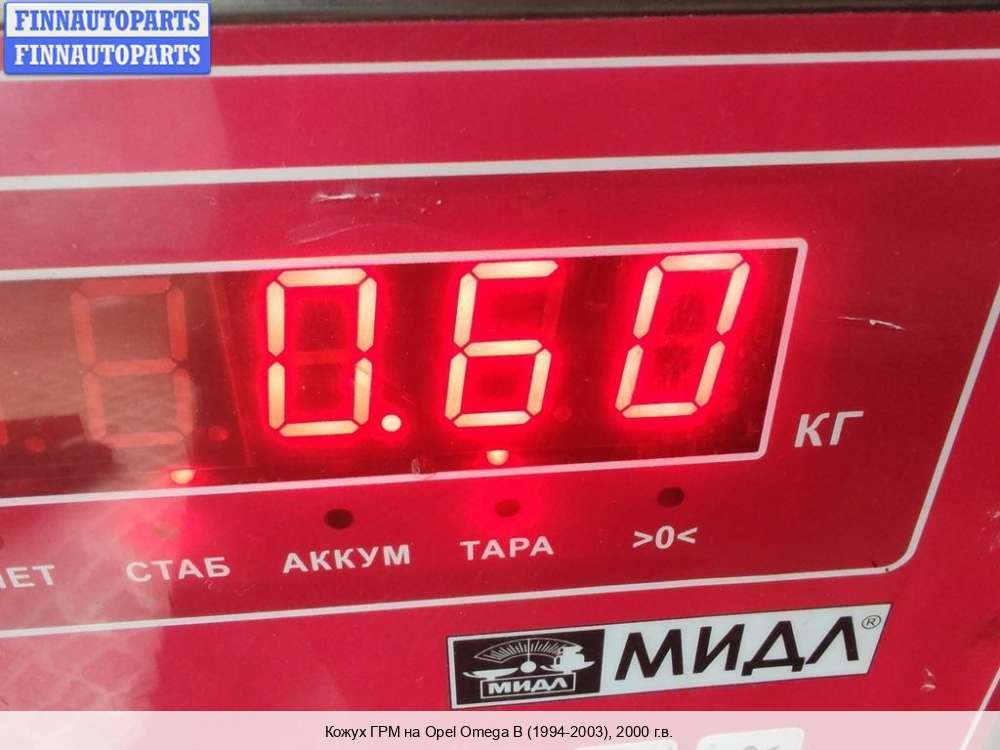 FINNAUTOPARTS
FINNAUTOPARTS
0.60
КГ
СТАБ АККУМ ТАРА >0<
МИДЛ МИДЛ®
Кожух ГРМ на Opel Omega B (1994-2003), 2000 г.в.